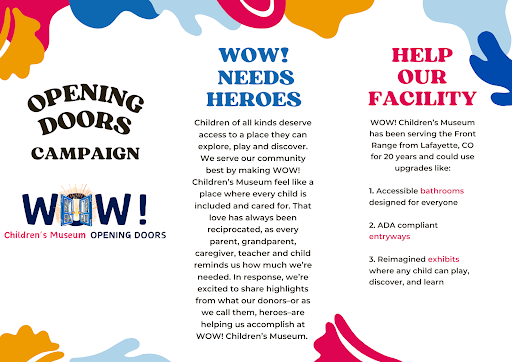 OPENING
DOORS
CAMPAIGN
WOW!
Children's Museum OPENING DOORS
WOW!
NEEDS
HEROES
Children of all kinds deserve
access to a place they can
explore, play and discover.
We serve our community
best by making WOW!
Children's Museum feel like a
place where every child is
included and cared for. That
love has always been
reciprocated, as every
parent, grandparent,
caregiver, teacher and child
reminds us how much we're
needed. In response, we're
excited to share highlights
from what our donors–or as
we call them, heroes–are
helping us accomplish at
WOW! Children's Museum.
HELP
OUR
FACILITY
WOW! Children's Museum
has been serving the Front
Range from Lafayette, CO
for 20 years and could use
upgrades like:
1. Accessible bathrooms
designed for everyone
2. ADA compliant
entryways
3. Reimagined exhibits
where any child can play,
discover, and learn